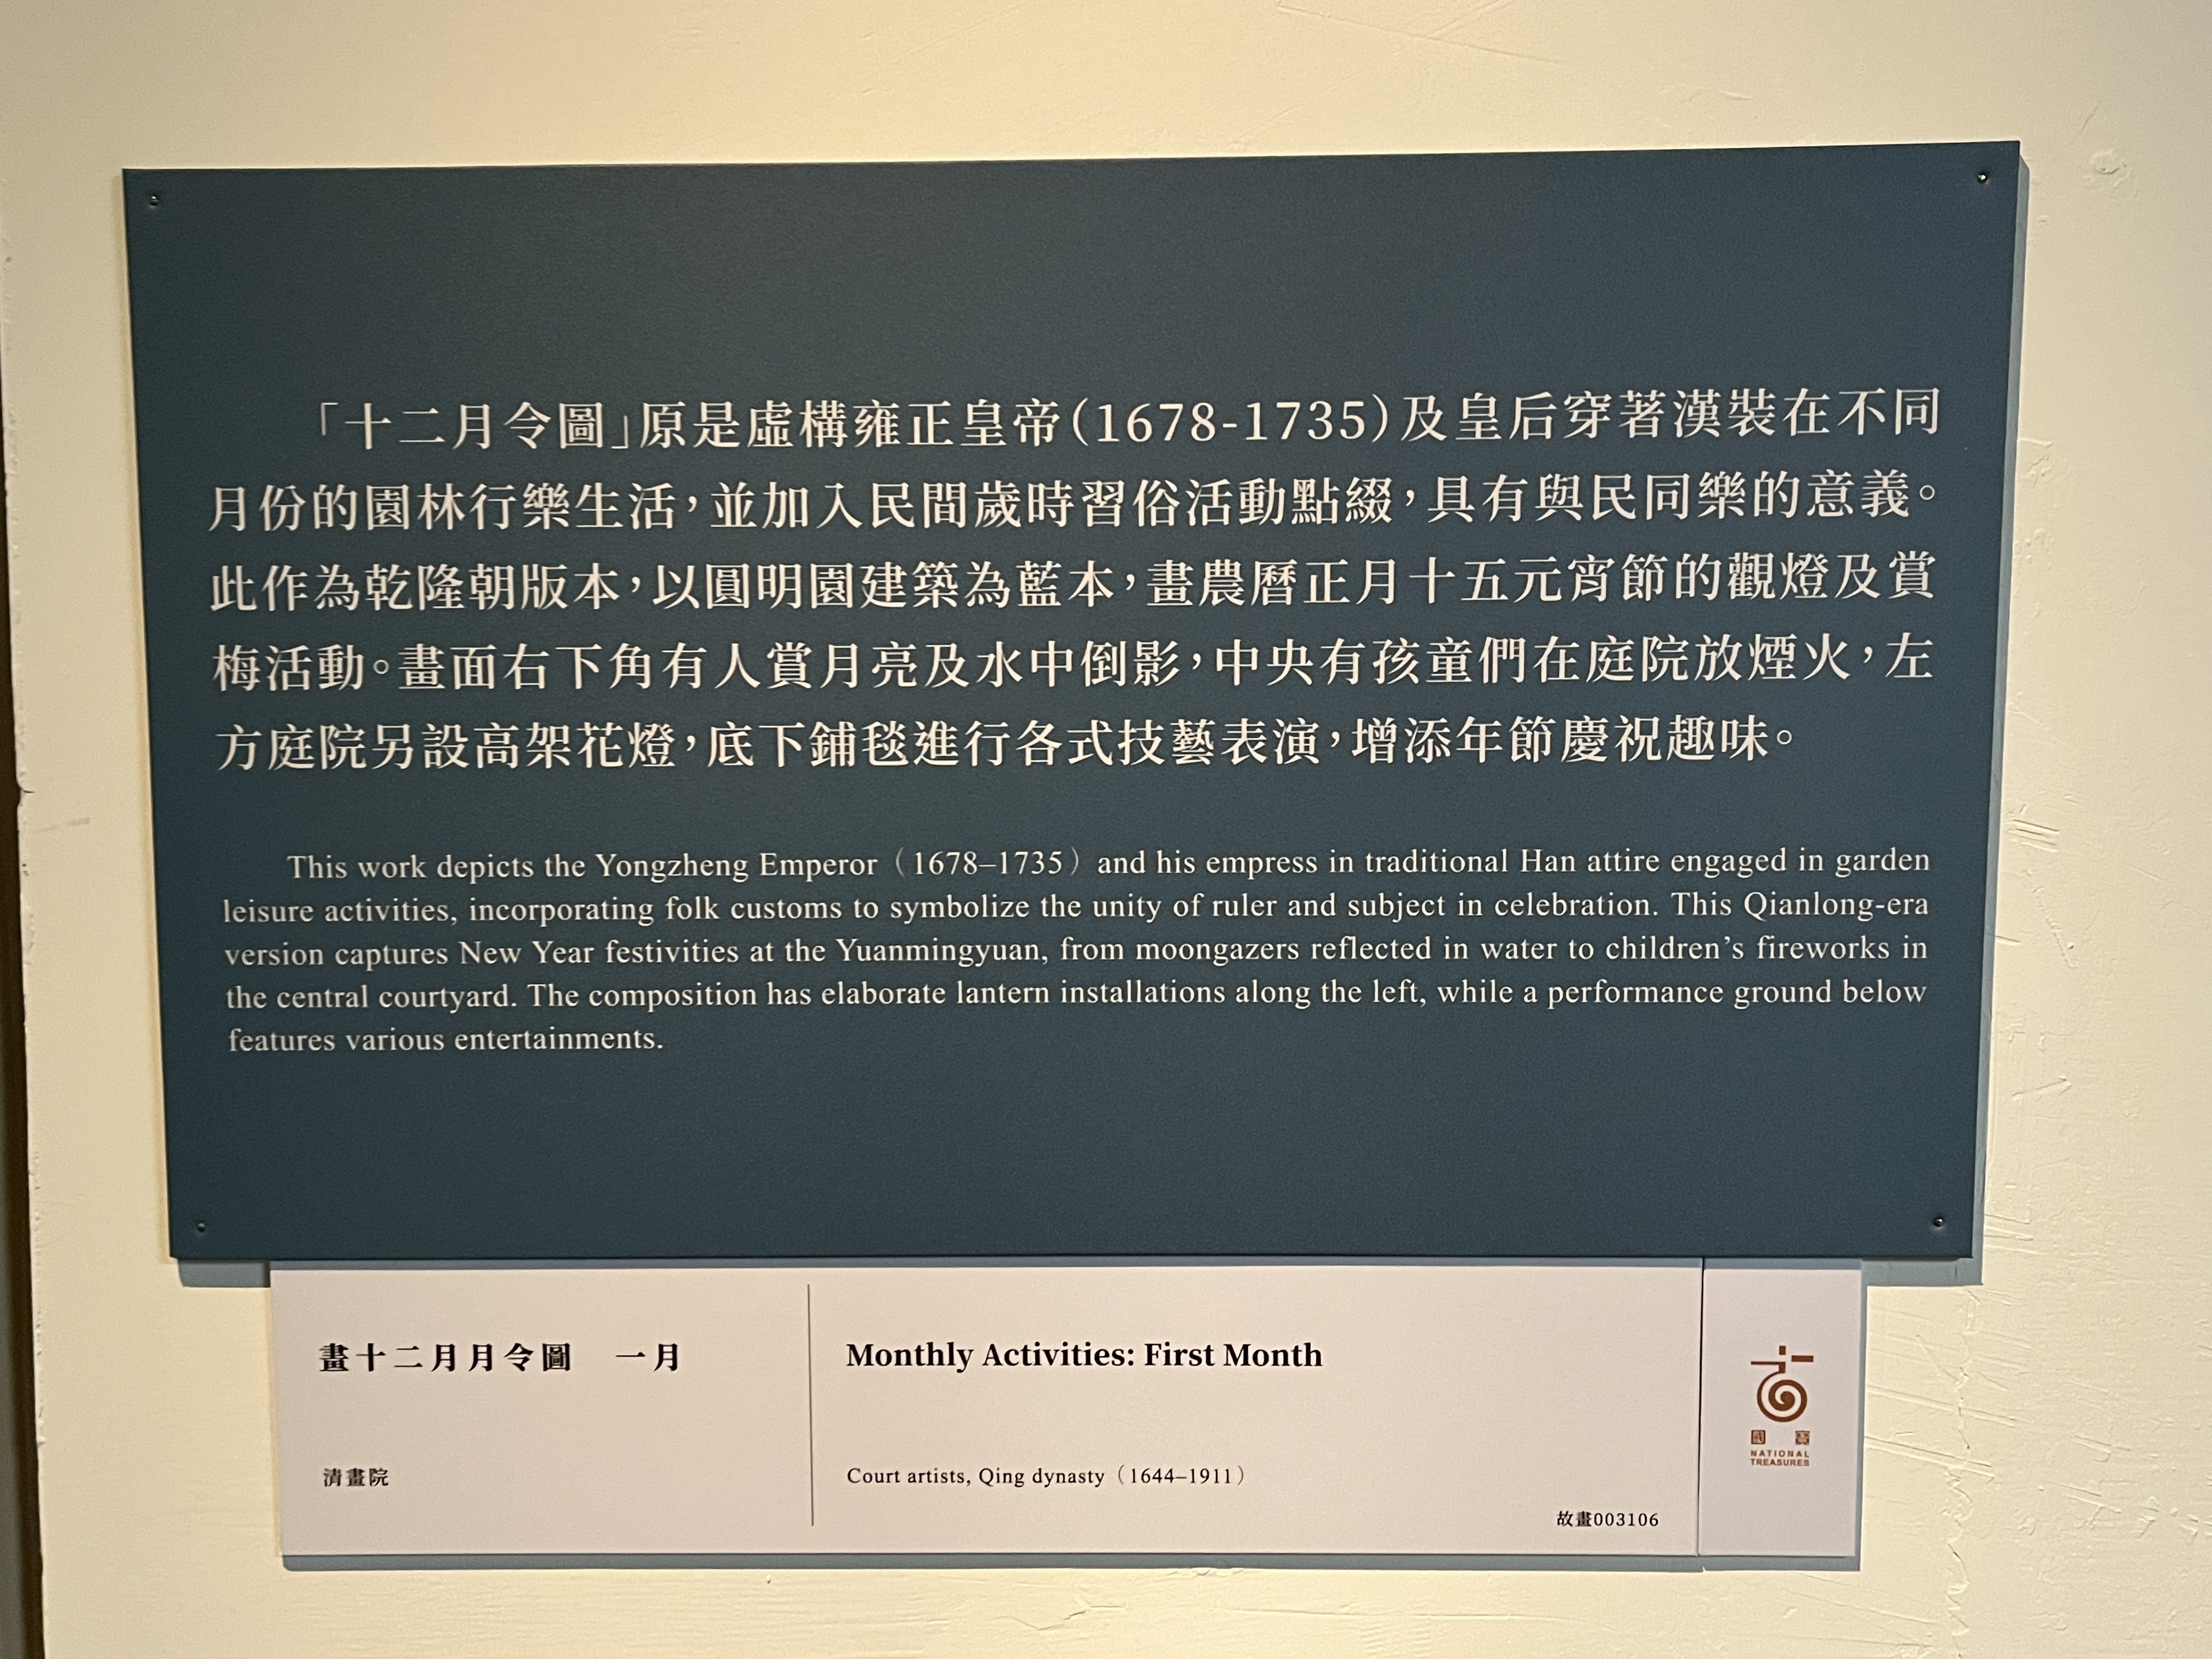 「十二月令圖」原是虛構雍正皇帝(1678-1735)及皇后穿著漢裝在不同
月份的園林行樂生活，並加入民間歲時習俗活動點綴，具有與民同樂的意義。
此作為乾隆朝版本，以圓明園建築為藍本，畫農曆正月十五元宵節的觀燈及賞
梅活動。畫面右下角有人賞月亮及水中倒影，中央有孩童們在庭院放煙火，左
方庭院另設高架花燈，底下鋪毯進行各式技藝表演，增添年節慶祝趣味。
This work depicts the Yongzheng Emperor（1678–1735）and his empress in traditional Han attire engaged in garden
leisure activities, incorporating folk customs to symbolize the unity of ruler and subject in celebration. This Qianlong-era
version captures New Year festivities at the Yuanmingyuan, from moongazers reflected in water to children’s fireworks in
the central courtyard. The composition has elaborate lantern installations along the left, while a performance ground below
features various entertainments.
畫十二月月令圖　一月
清畫院
Monthly Activities: First Month
Court artists, Qing dynasty（1644–1911）
故畫003106
國寶
NATIONAL
TREASURES